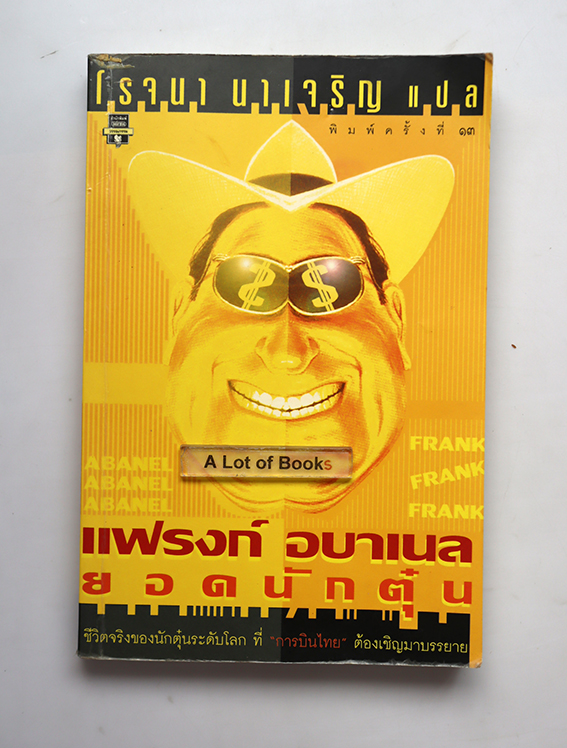 โรจนา นาเจริญ แปล
พิมพ์ครั้งที่ ๑๓
FRANK
ABANEL
A Lot of Books
FRANK
ABANEL
FRANK
ABANEL
แฟรงก์ อบาเนล
ยอดนักตุ๋น
ชีวิตจริงของนักตุ๋นระดับโลก ที่ "การบินไทย" ต้องเชิญมาบรรยาย